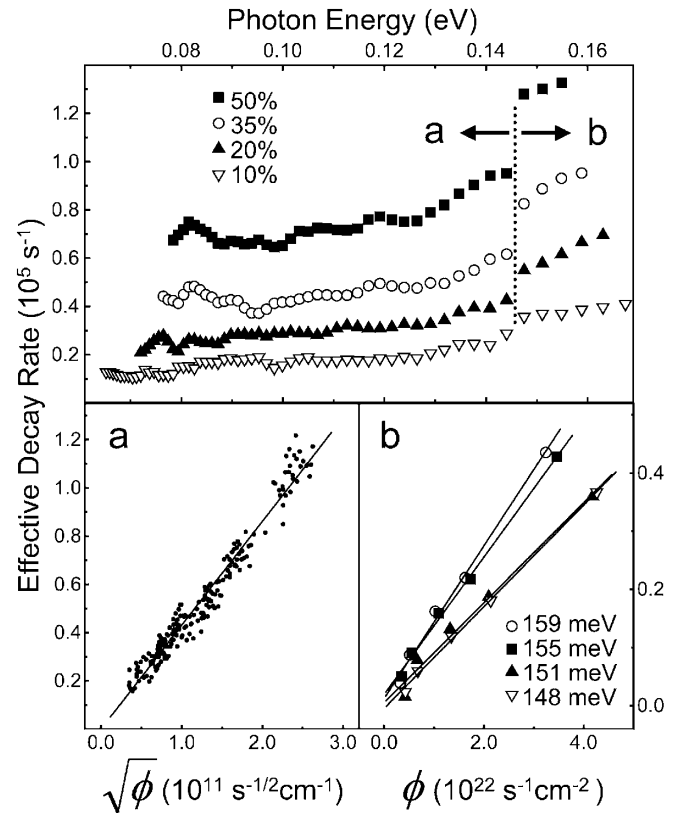 Photon Energy (eV)
0.08 0.10 0.12 0.14 0.16
Effective Decay Rate (10⁵ s⁻¹)
1.2
1.0
0.8
0.6
0.4
0.2
50%
35%
20%
10%
a
b
a
1.2
1.0
0.8
0.6
0.4
0.2
0.0 1.0 2.0 3.0
√ϕ (10¹¹ s⁻¹/²cm⁻¹)
b
0.4
0.2
0.0
159 meV
155 meV
151 meV
148 meV
0.0 2.0 4.0
ϕ (10²² s⁻¹cm⁻²)